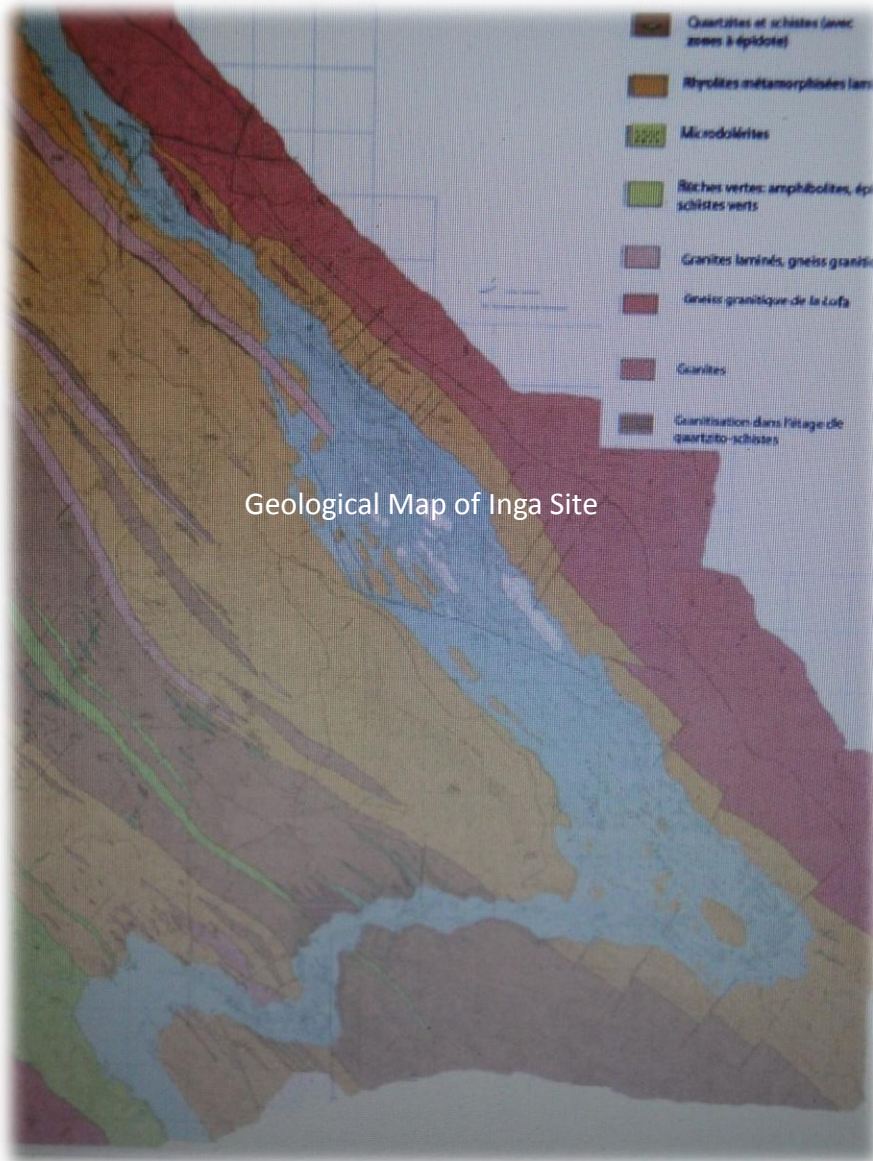 Quartzites et schistes (avec
zones à épidote)
Rhyolites métamorphisées
Microdolérites
Roches vertes: amphibolites,
schistes verts
Granites laminés, gneiss
Gneiss granitique de la Lufa
Granites
Granitisation dans l'étage de
quartzito-schistes
Geological Map of Inga Site